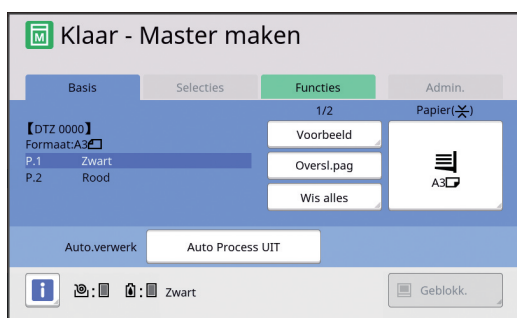 Klaar - Master maken
Basis
Selecties
Functies
Admin.
1/2
Papier()
【DTZ 0000】
Formaat:A3
P.1 Zwart
P.2 Rood
Voorbeeld
Oversl.pag
Wis alles
A3
Auto.verwerk
Auto Process UIT
i
: : Zwart
Geblokk.